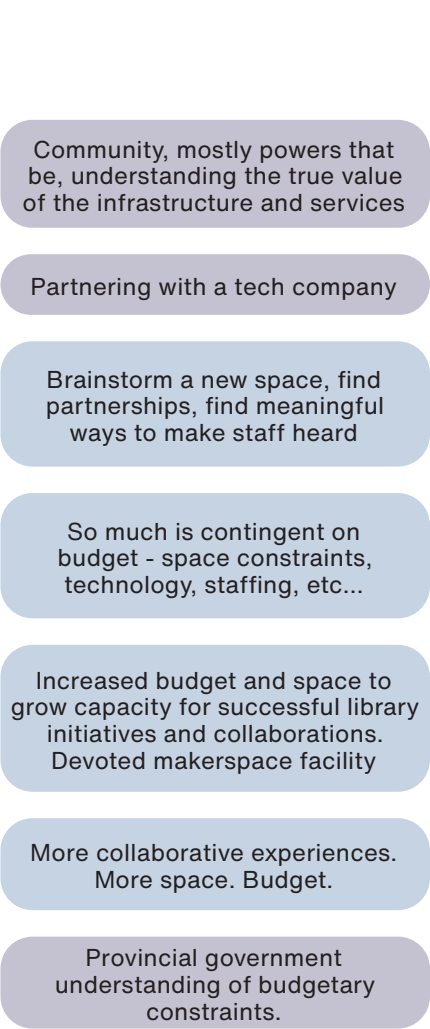 Community, mostly powers that
be, understanding the true value
of the infrastructure and services
Partnering with a tech company
Brainstorm a new space, find
partnerships, find meaningful
ways to make staff heard
So much is contingent on
budget - space constraints,
technology, staffing, etc...
Increased budget and space to
grow capacity for successful library
initiatives and collaborations.
Devoted makerspace facility
More collaborative experiences.
More space. Budget.
Provincial government
understanding of budgetary
constraints.